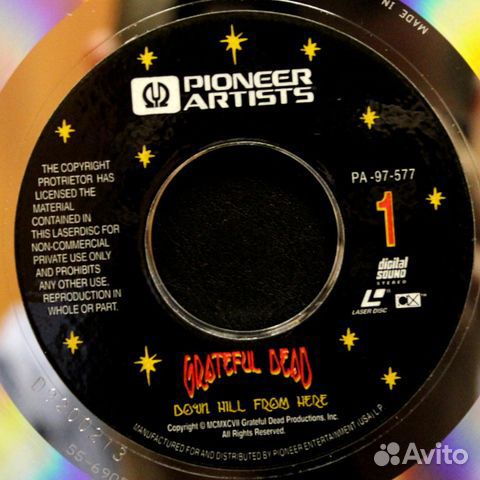 MADE IN
PIONEER
ARTISTS
THE COPYRIGHT
PROTRIETOR HAS
LICENSED THE
MATERIAL
CONTAINED IN
THIS LASERDISC FOR
NON-COMMERCIAL
PRIVATE USE ONLY
AND PROHIBITS
ANY OTHER USE.
REPRODUCTION IN
WHOLE OR PART.
PA -97-577
1
digital
SOUND
STEREO
LASER DISC
CX
GRATEFUL DEAD
DOWN HILL FROM HERE
Copyright © MCMXCVII Grateful Dead Productions, Inc.
All Rights Reserved.
MANUFACTURED FOR AND DISTRIBUTED BY PIONEER ENTERTAINMENT (USA) L.P.
Avito